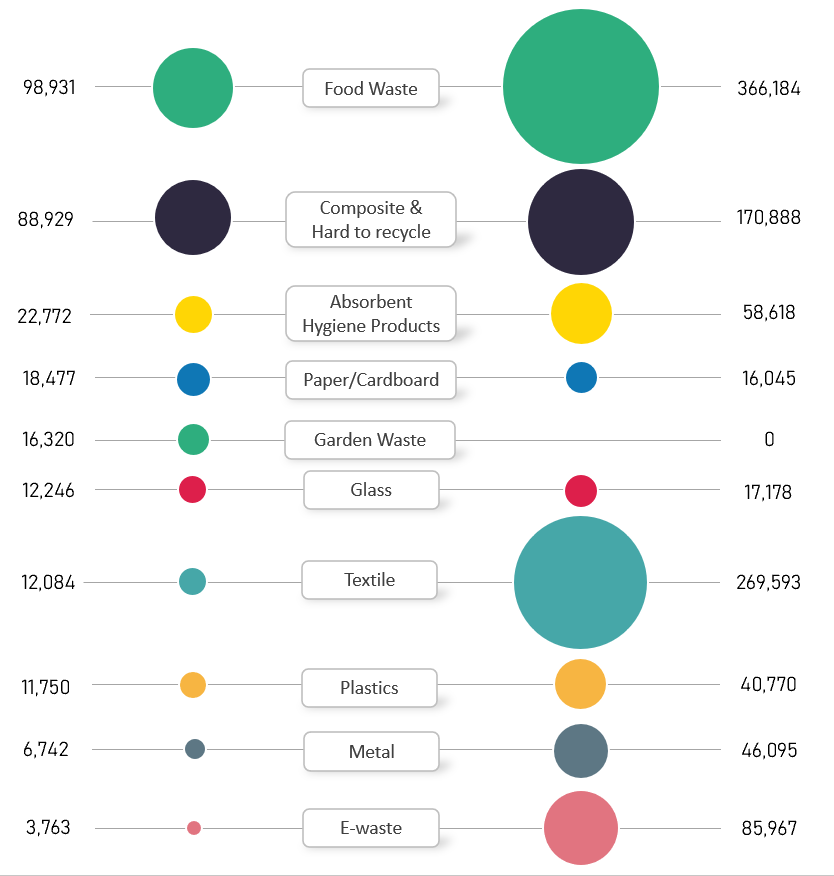 98,931 Food Waste 366,184
88,929 Composite & 170,888
Hard to recycle
22,772 Absorbent 58,618
Hygiene Products
18,477 Paper/Cardboard 16,045
16,320 Garden Waste 0
12,246 Glass 17,178
12,084 Textile 269,593
11,750 Plastics 40,770
6,742 Metal 46,095
3,763 E-waste 85,967